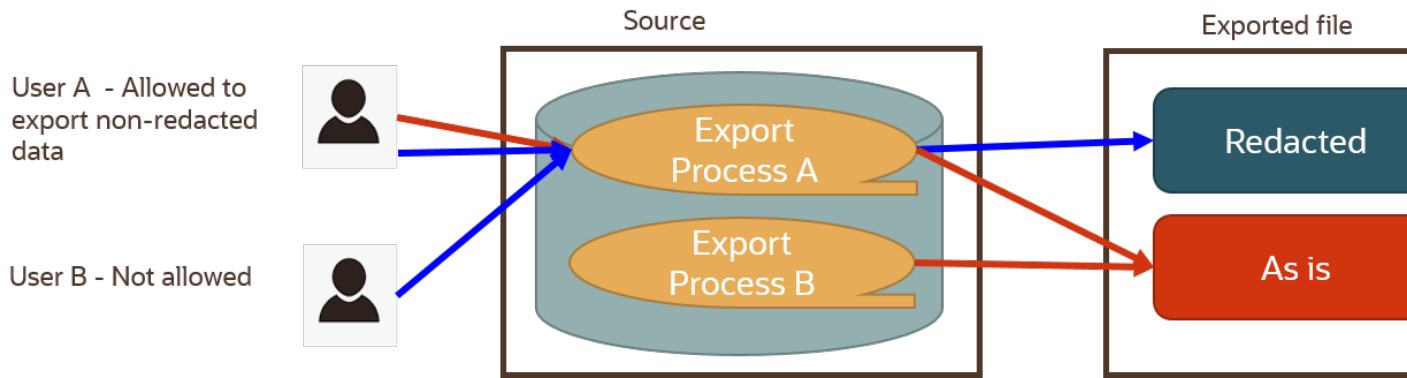 Source
Exported file
User A - Allowed to
export non-redacted
data
Export
Process A
Redacted
User B - Not allowed
Export
Process B
As is